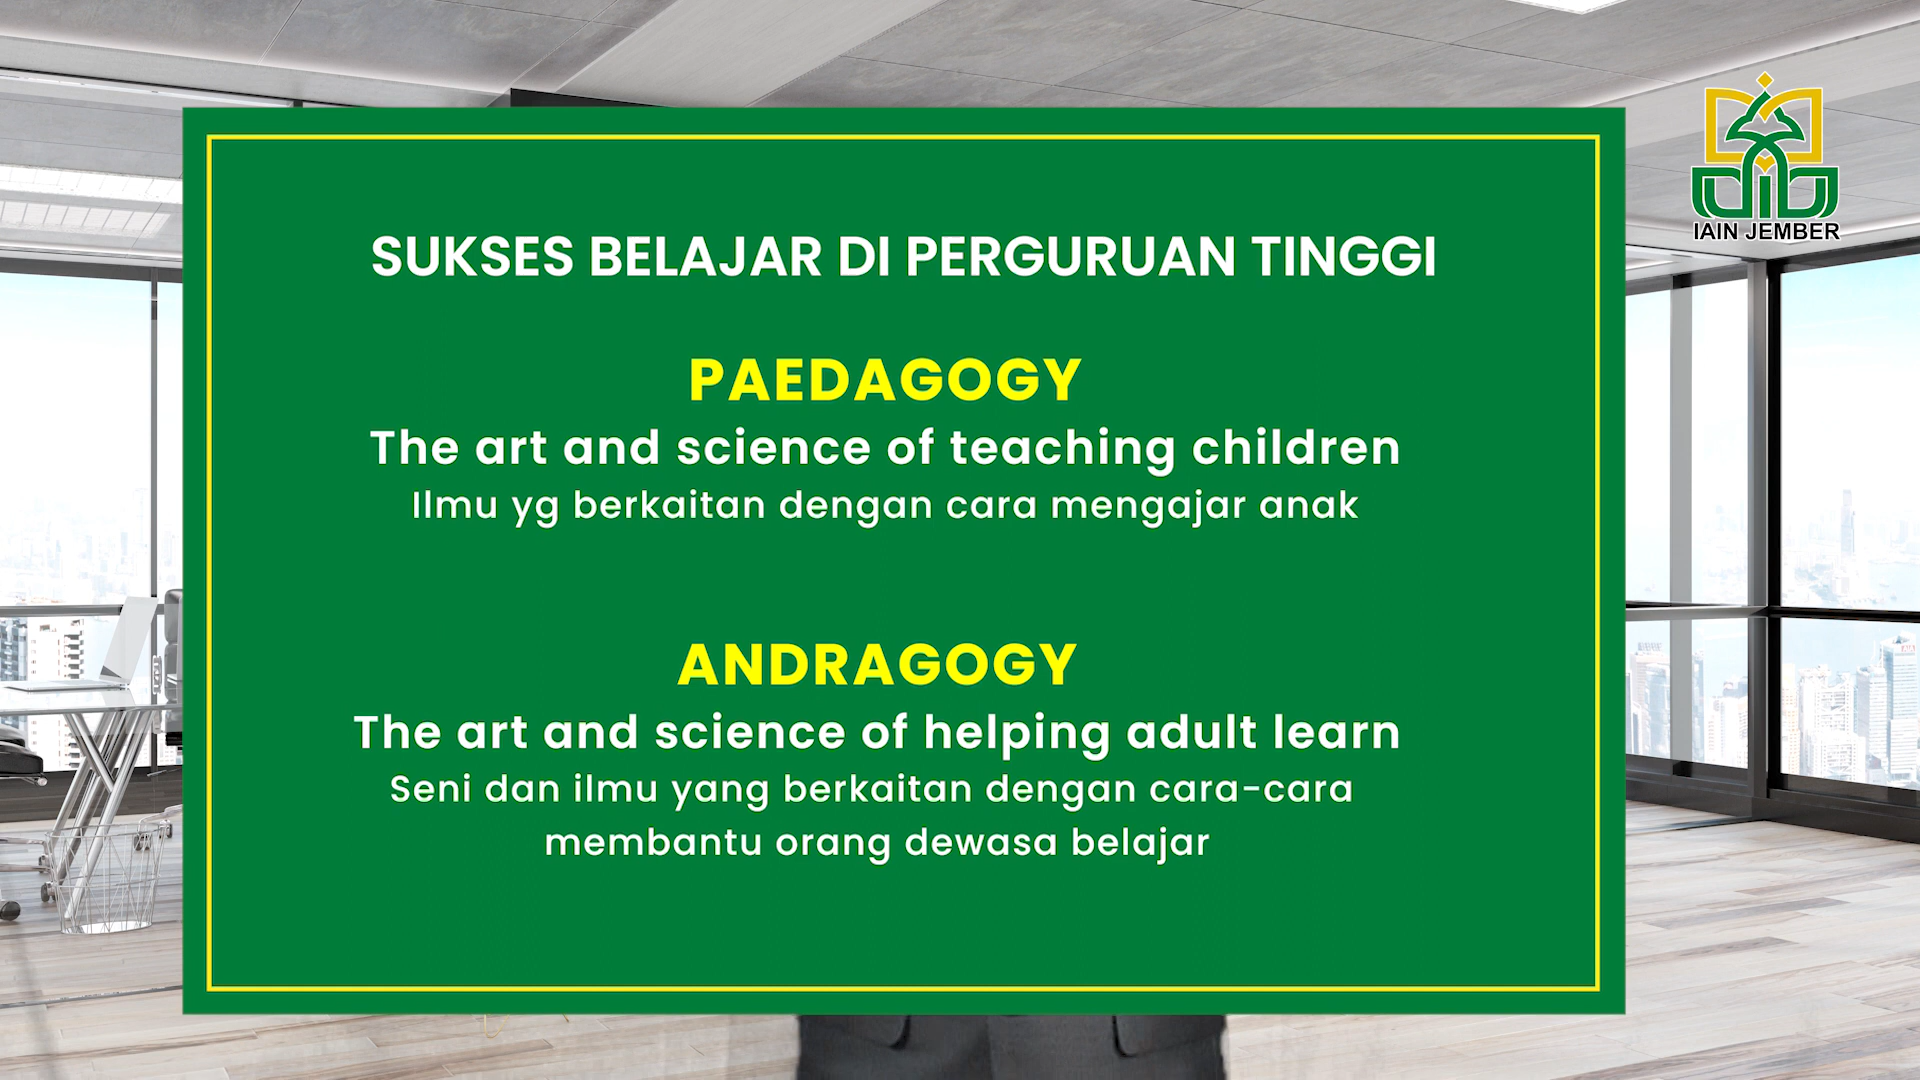 IAIN JEMBER
SUKSES BELAJAR DI PERGURUAN TINGGI
PAEDAGOGY
The art and science of teaching children
Ilmu yg berkaitan dengan cara mengajar anak
ANDRAGOGY
The art and science of helping adult learn
Seni dan ilmu yang berkaitan dengan cara-cara
membantu orang dewasa belajar
AIA